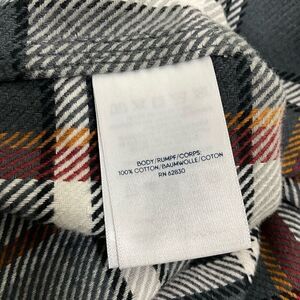 BODY/RUMPF/CORPS:
100% COTTON/BAUMWOLLE/COTON
RN 62830